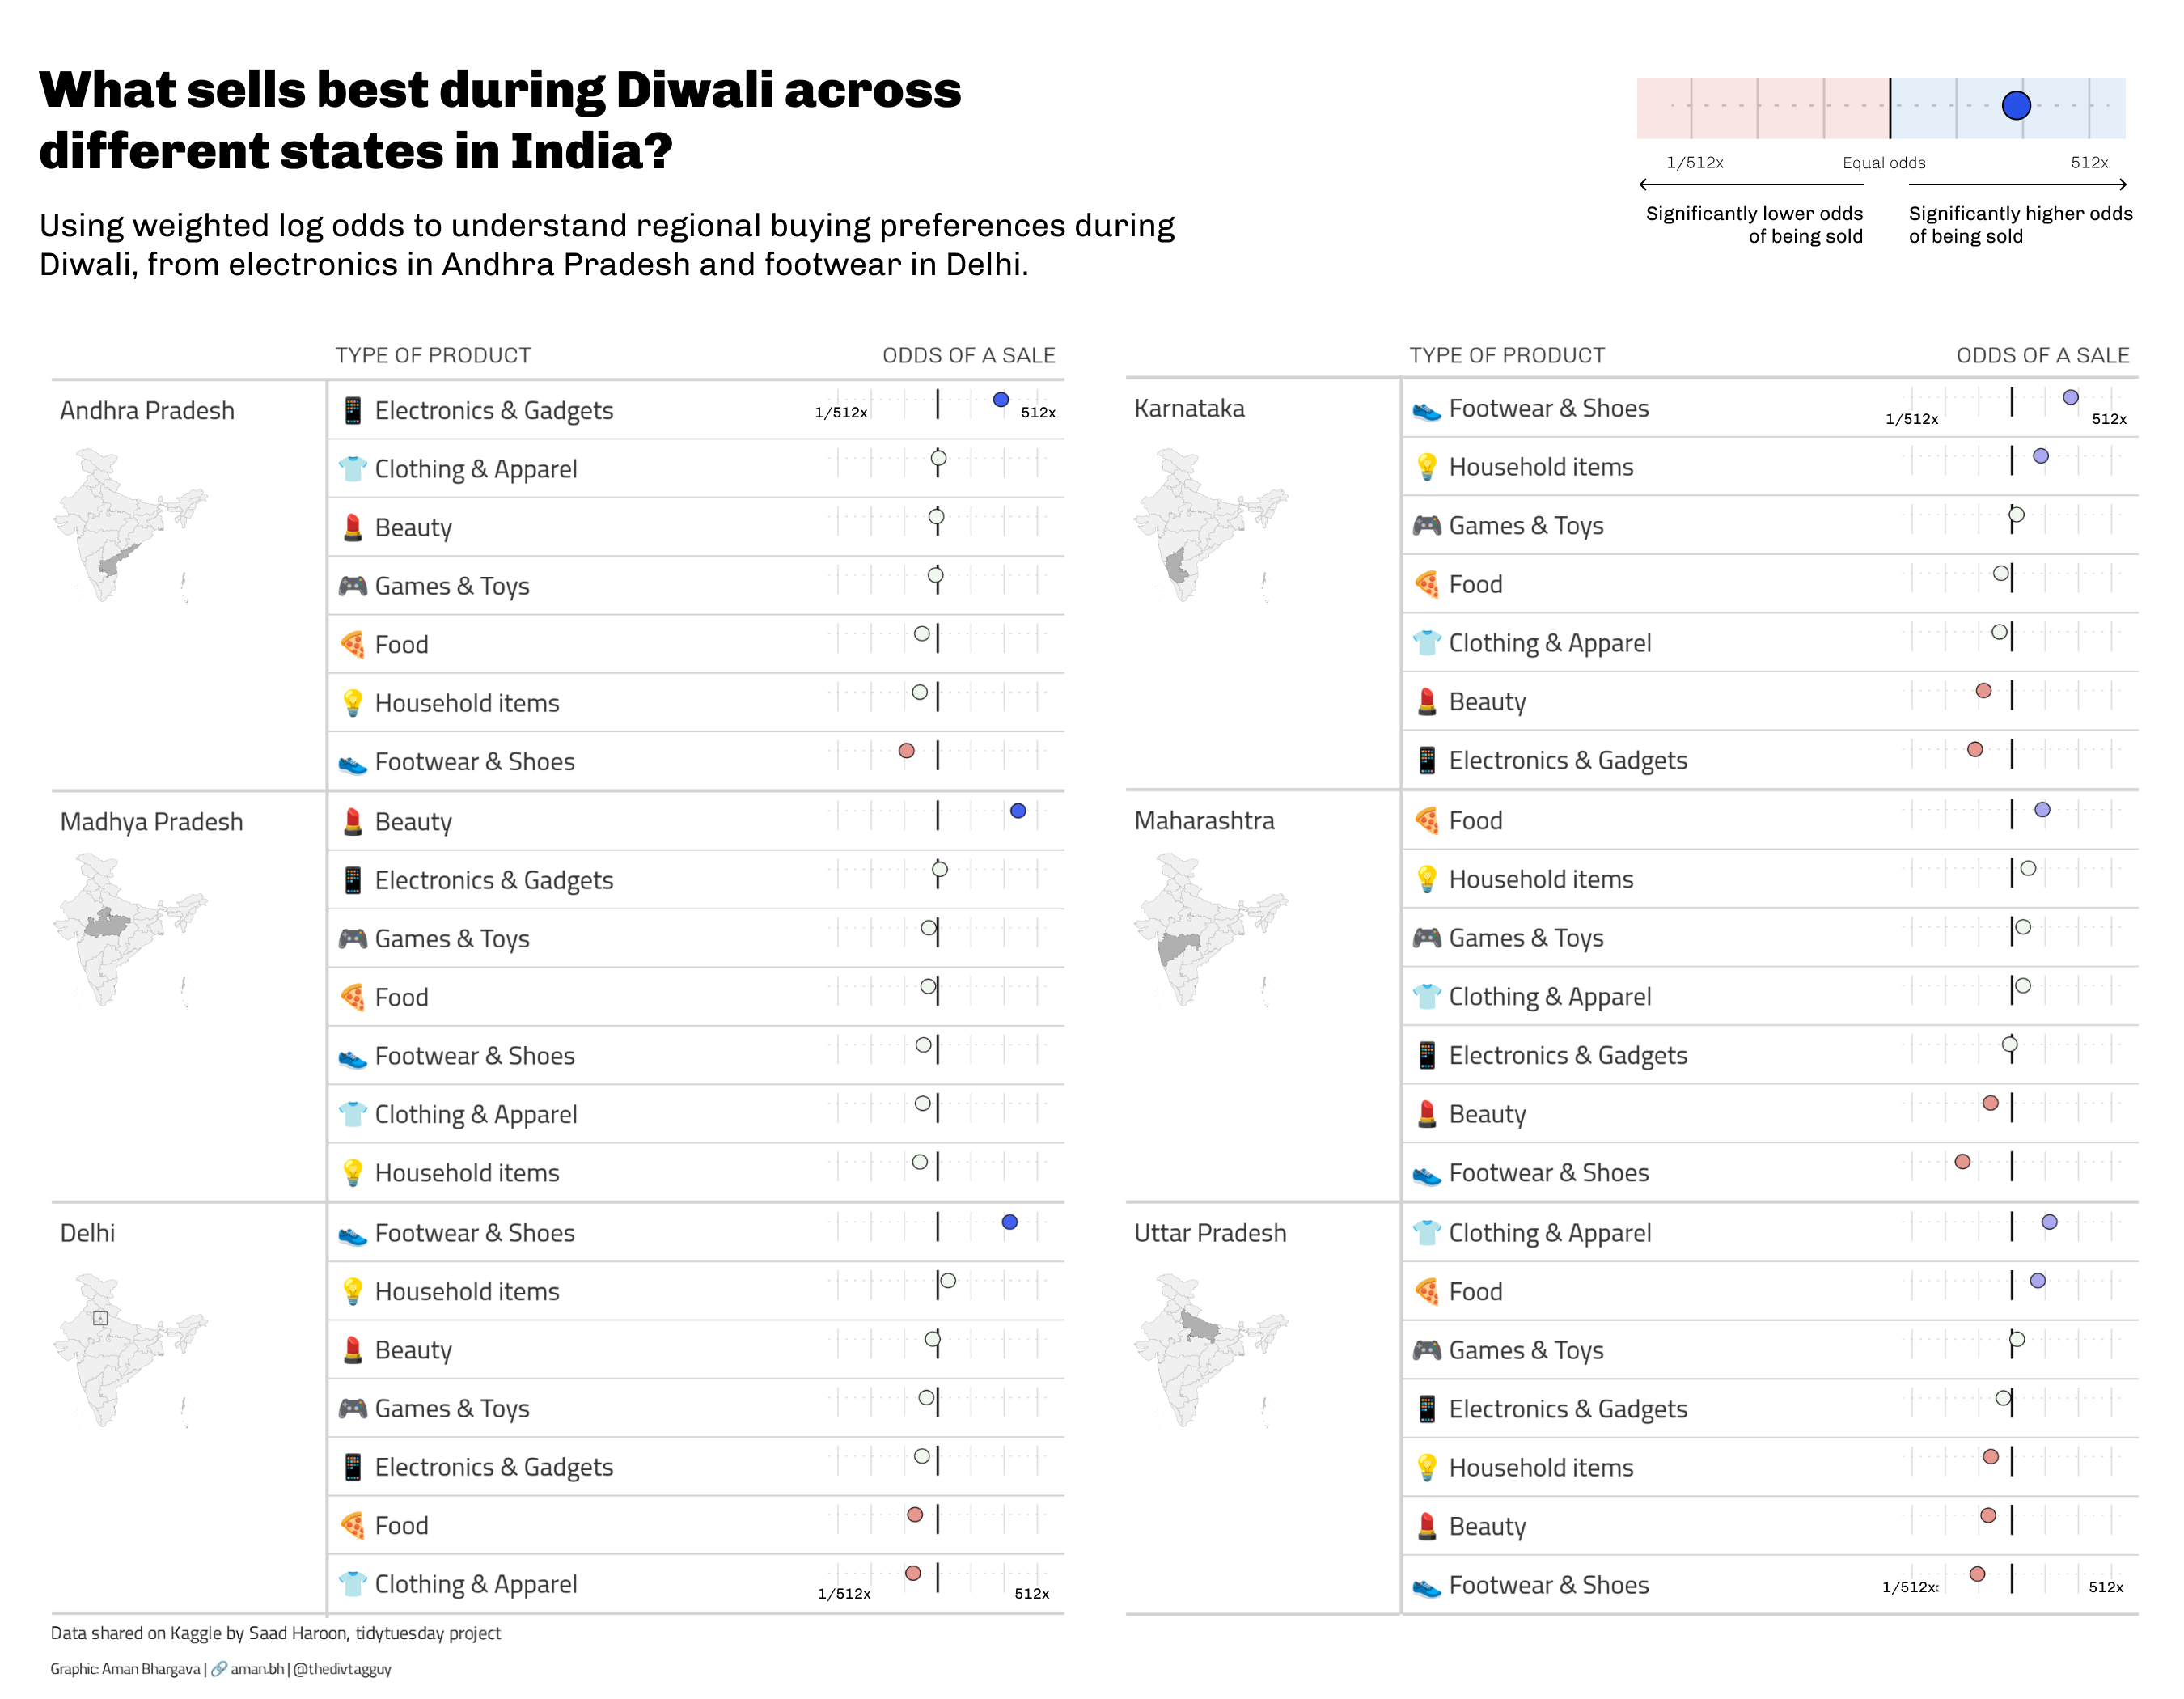 What sells best during Diwali across
different states in India?
Using weighted log odds to understand regional buying preferences during
Diwali, from electronics in Andhra Pradesh and footwear in Delhi.
1/512x
Equal odds
512x
Significantly lower odds
of being sold
Significantly higher odds
of being sold
TYPE OF PRODUCT
ODDS OF A SALE
Andhra Pradesh
Electronics & Gadgets
1/512x
512x
Clothing & Apparel
Beauty
Games & Toys
Food
Household items
Footwear & Shoes
Madhya Pradesh
Beauty
Electronics & Gadgets
Games & Toys
Food
Footwear & Shoes
Clothing & Apparel
Household items
Delhi
Footwear & Shoes
Household items
Beauty
Games & Toys
Electronics & Gadgets
Food
Clothing & Apparel
1/512x
512x
TYPE OF PRODUCT
ODDS OF A SALE
Karnataka
Footwear & Shoes
1/512x
512x
Household items
Games & Toys
Food
Clothing & Apparel
Beauty
Electronics & Gadgets
Maharashtra
Food
Household items
Games & Toys
Clothing & Apparel
Electronics & Gadgets
Beauty
Footwear & Shoes
Uttar Pradesh
Clothing & Apparel
Food
Games & Toys
Electronics & Gadgets
Household items
Beauty
Footwear & Shoes
1/512x
512x
Data shared on Kaggle by Saad Haroon, tidytuesday project
Graphic: Aman Bhargava | 🔗 aman.bh | @thedivtagguy